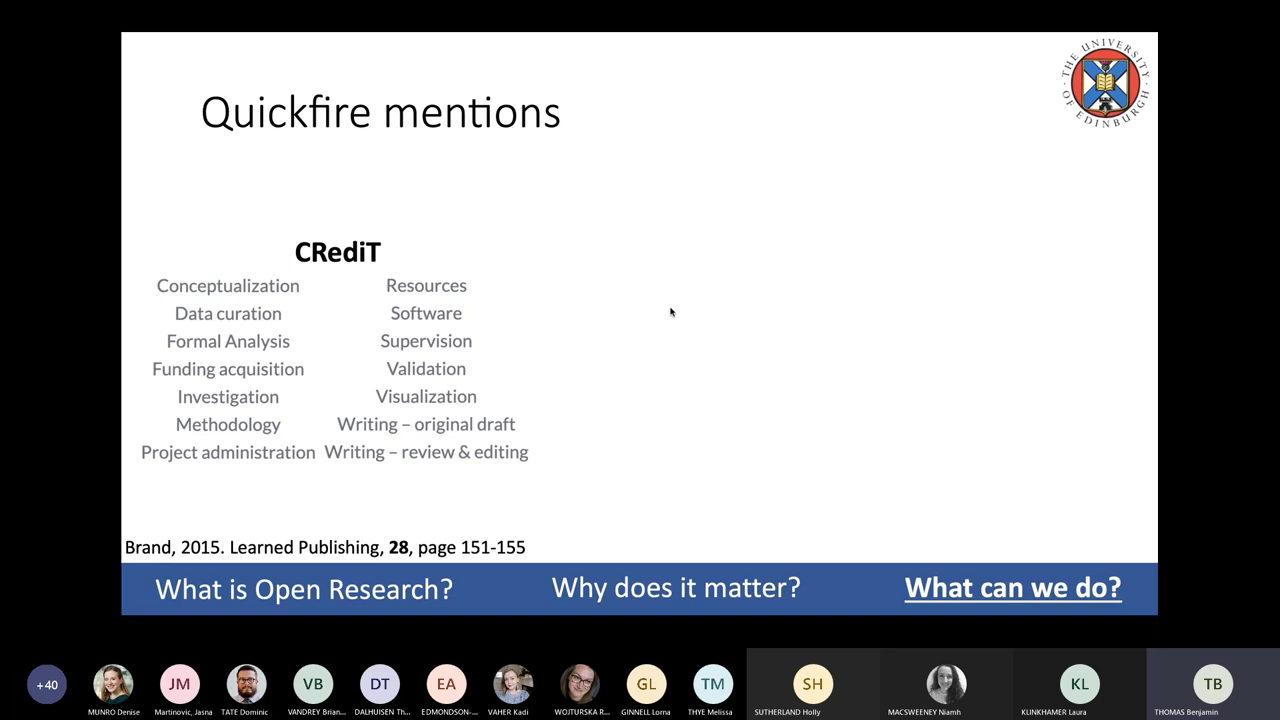 Quickfire mentions
THE UNIVERSITY OF EDINBURGH
CRediT
Conceptualization Resources
Data curation Software
Formal Analysis Supervision
Funding acquisition Validation
Investigation Visualization
Methodology Writing – original draft
Project administration Writing – review & editing
Brand, 2015. Learned Publishing, 28, page 151-155
What is Open Research? Why does it matter? What can we do?
+40 JM VB DT EA GL TM SH KL TB
MUNRO Denise Martinovic, Jasna TATE Dominic VANDREY Brian... DALHUISEN Th... EDMONDSON-... VAHER Kadi WOJTURSKA R... GINNELL Lorna THYE Melissa SUTHERLAND Holly MACSWEENEY Niamh KLINKHAMER Laura THOMAS Benjamin